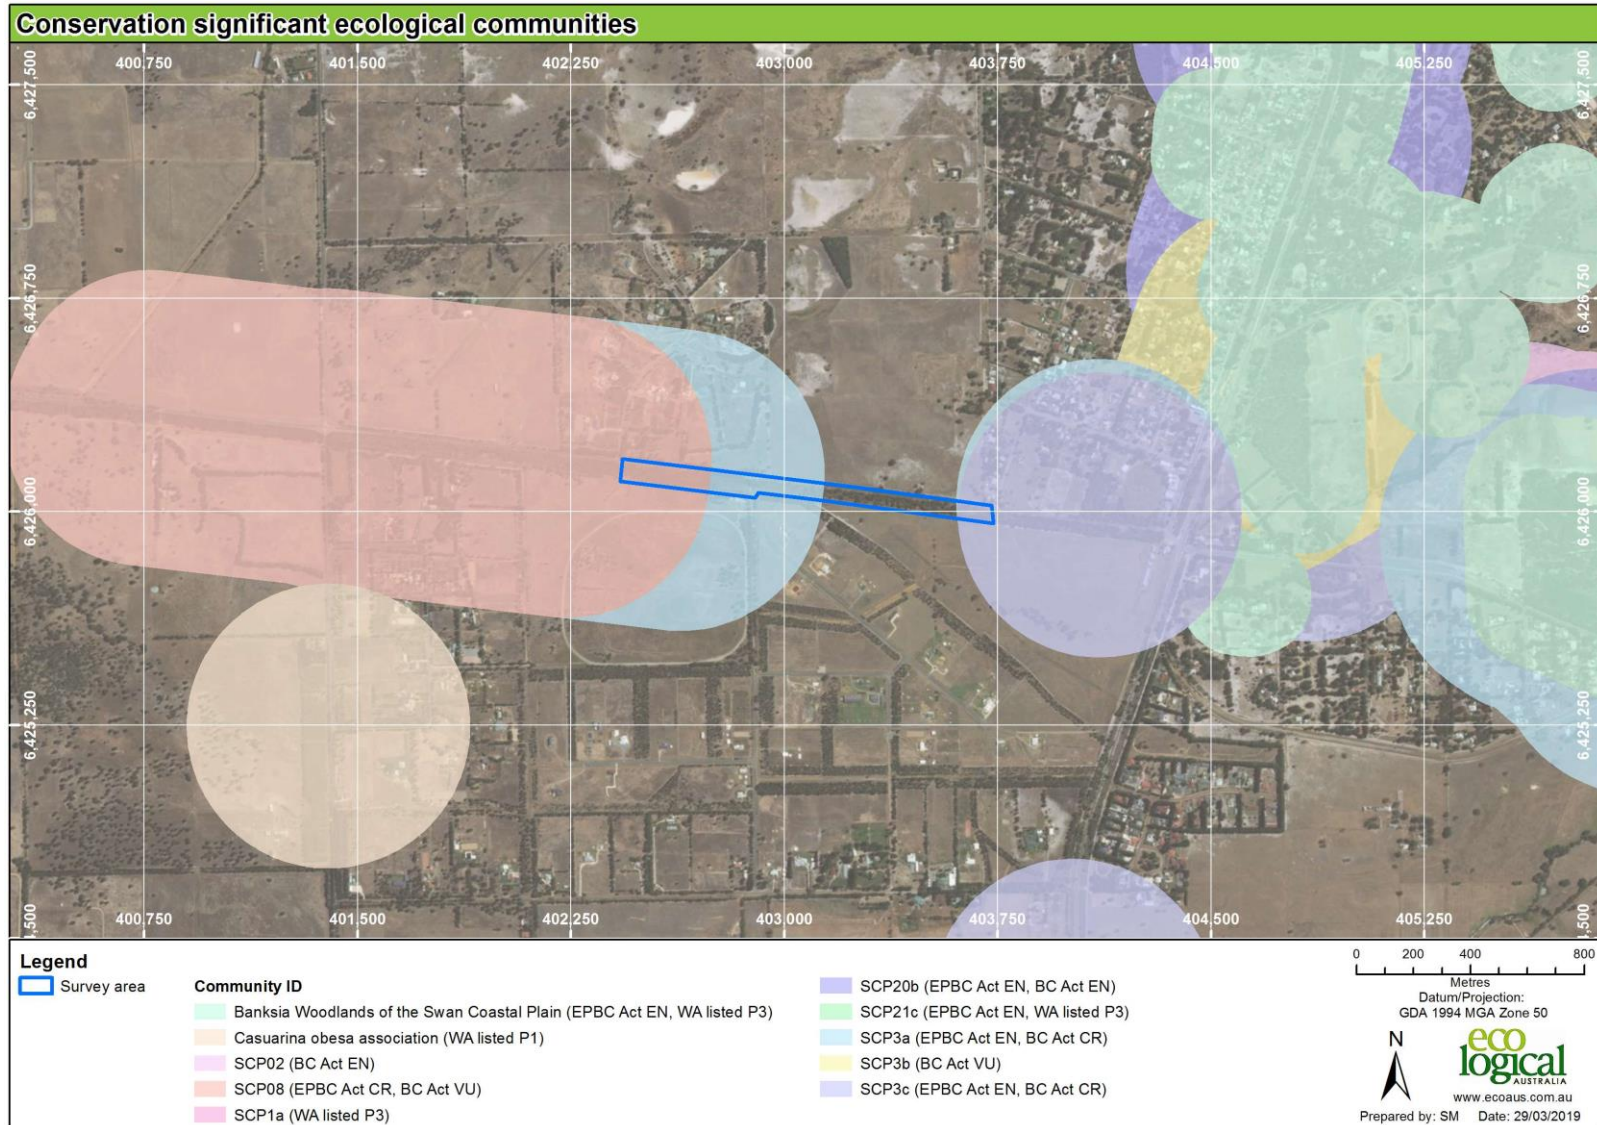 Conservation significant ecological communities
400,750 401,500 402,250 403,000 403,750 404,500 405,250
6,427,500 6,427,500
6,426,750 6,426,750
6,426,000 6,426,000
6,425,250 6,425,250
4,500 4,500
400,750 401,500 402,250 403,000 403,750 404,500 405,250
Legend
Survey area
Community ID
Banksia Woodlands of the Swan Coastal Plain (EPBC Act EN, WA listed P3)
Casuarina obesa association (WA listed P1)
SCP02 (BC Act EN)
SCP08 (EPBC Act CR, BC Act VU)
SCP1a (WA listed P3)
SCP20b (EPBC Act EN, BC Act EN)
SCP21c (EPBC Act EN, WA listed P3)
SCP3a (EPBC Act EN, BC Act CR)
SCP3b (BC Act VU)
SCP3c (EPBC Act EN, BC Act CR)
0 200 400 800
Metres
Datum/Projection:
GDA 1994 MGA Zone 50
N
eco
logical
AUSTRALIA
www.ecoaus.com.au
Prepared by: SM Date: 29/03/2019